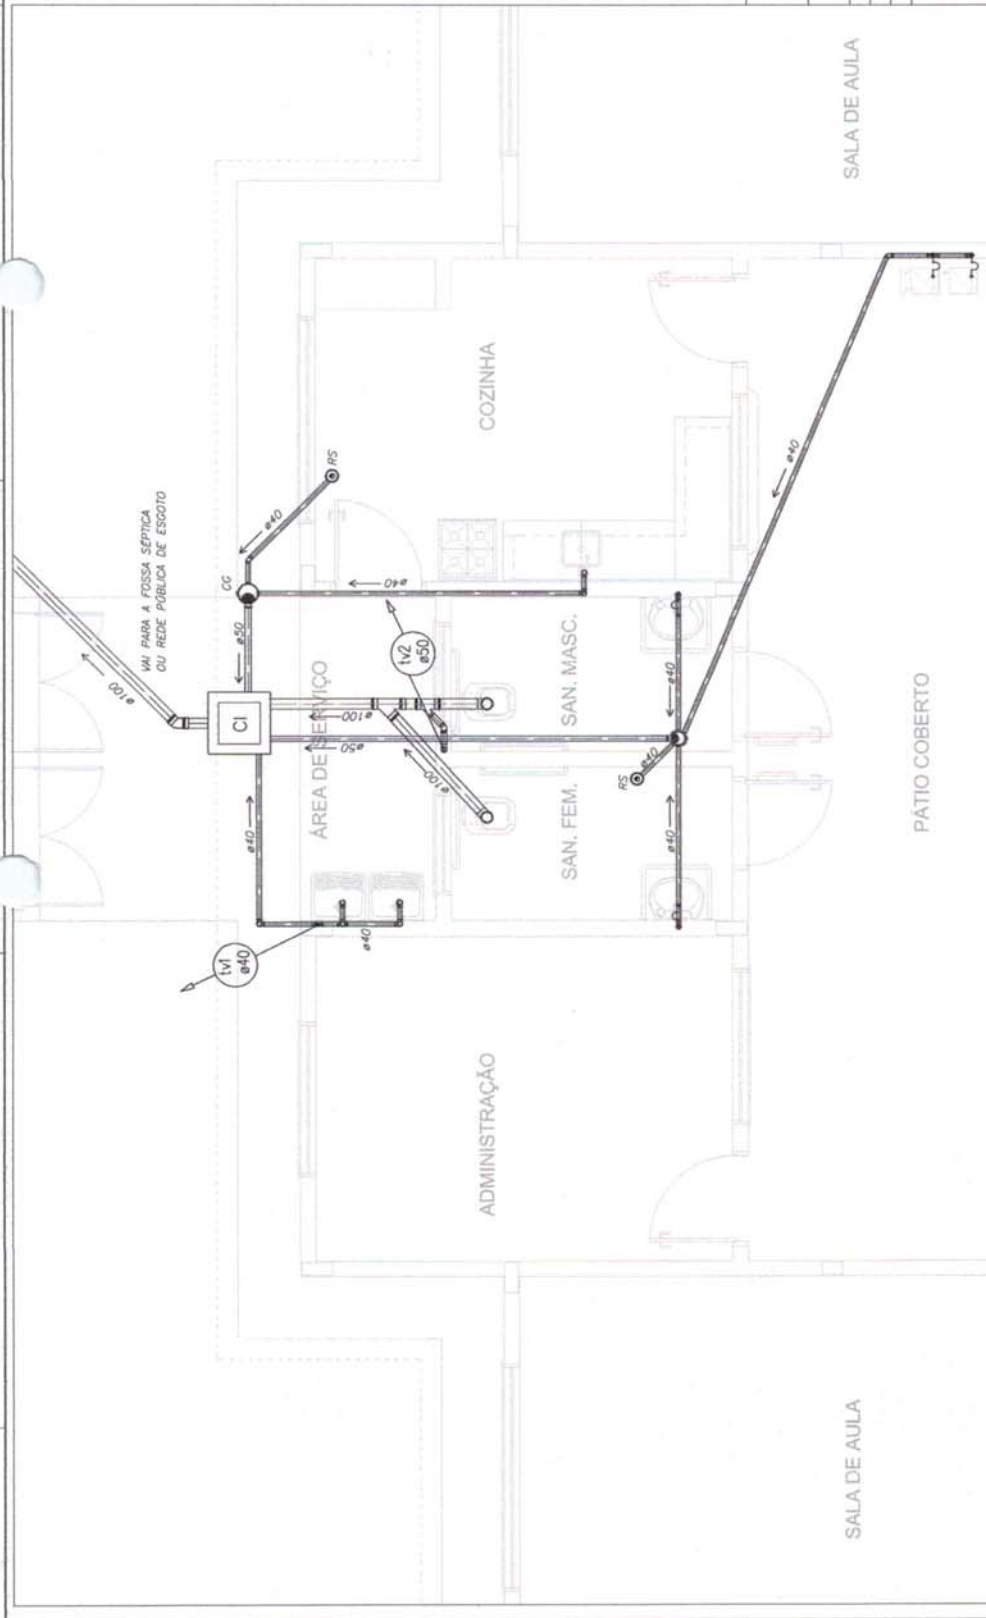 SALA DE AULA
VAI PARA A FOSSA SÉPTICA
OU REDE PÚBLICA DE ESGOTO
COZINHA
RS
ø40
CG
ø40
ø40
ø50
ø100
tv2
ø50
CI
ø100
ø50
ø100
ÁREA DE SERVIÇO
SAN. MASC.
SAN. FEM.
ø40
ø40
RS
ø40
ø40
ø40
ø40
tv1
ø40
PÁTIO COBERTO
ADMINISTRAÇÃO
SALA DE AULA